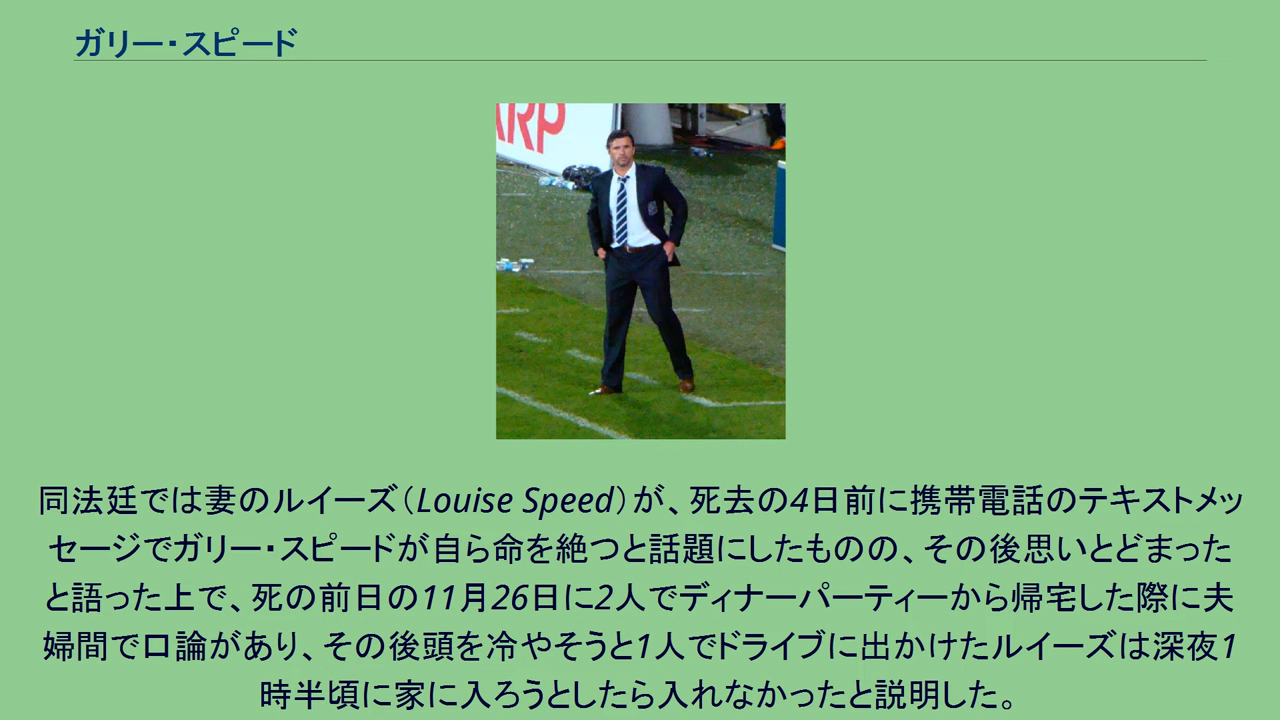 ガリー・スピード
ARP
同法廷では妻のルイーズ（Louise Speed）が、死去の4日前に携帯電話のテキストメッ
セージでガリー・スピードが自ら命を絶つと話題にしたものの、その後思いとどまった
と語った上で、死の前日の11月26日に2人でディナーパーティーから帰宅した際に夫
婦間で口論があり、その後頭を冷やそうと1人でドライブに出かけたルイーズは深夜1
時半頃に家に入ろうとしたら入れなかったと説明した。